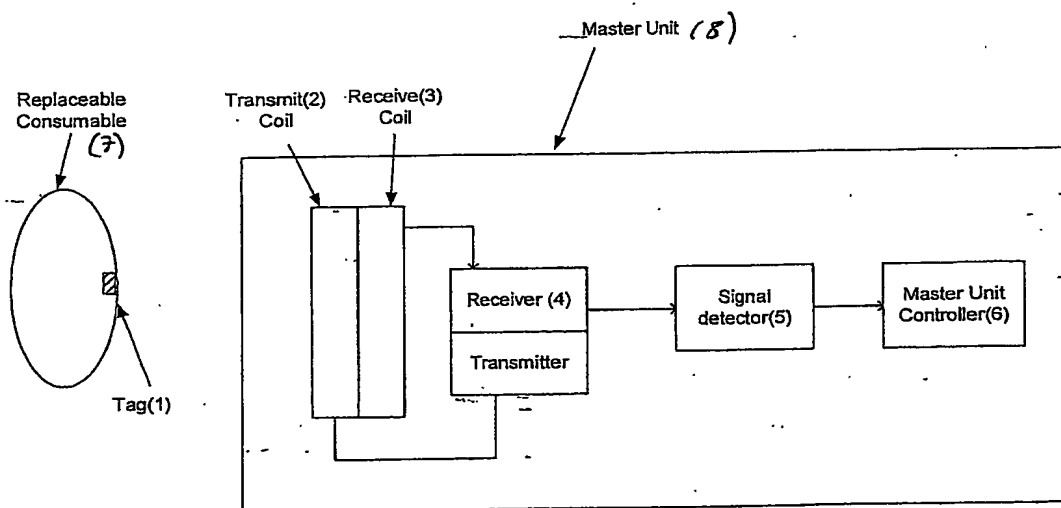 Master Unit (8)
Replaceable
Consumable
(7)
Transmit(2)
Coil
Receive(3)
Coil
Receiver (4)
Transmitter
Signal
detector(5)
Master Unit
Controller(6)
Tag(1)